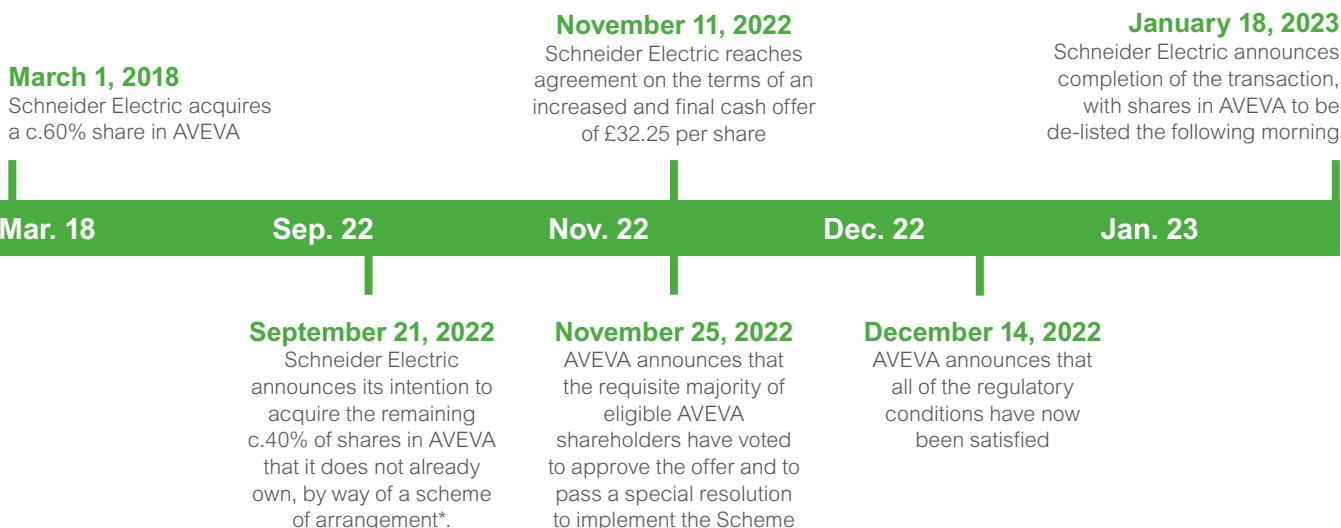 March 1, 2018
Schneider Electric acquires
a c.60% share in AVEVA
November 11, 2022
Schneider Electric reaches
agreement on the terms of an
increased and final cash offer
of £32.25 per share
January 18, 2023
Schneider Electric announces
completion of the transaction,
with shares in AVEVA to be
de-listed the following morning
Mar. 18
Sep. 22
Nov. 22
Dec. 22
Jan. 23
September 21, 2022
Schneider Electric
announces its intention to
acquire the remaining
c.40% of shares in AVEVA
that it does not already
own, by way of a scheme
of arrangement*.
November 25, 2022
AVEVA announces that
the requisite majority of
eligible AVEVA
shareholders have voted
to approve the offer and to
pass a special resolution
to implement the Scheme
December 14, 2022
AVEVA announces that
all of the regulatory
conditions have now
been satisfied